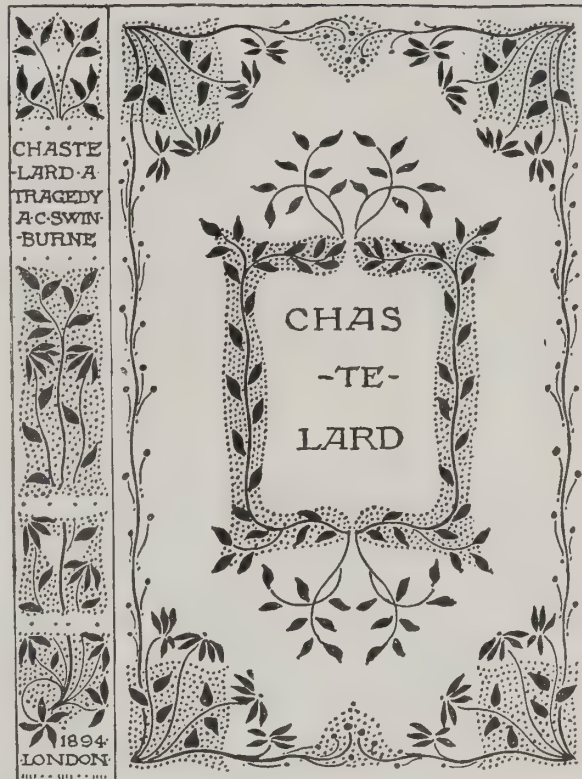 CHASTE
-LARD·A
TRAGEDY
A·C·SWIN-
-BURNE
1894·
LONDON
CHAS
-TE-
LARD